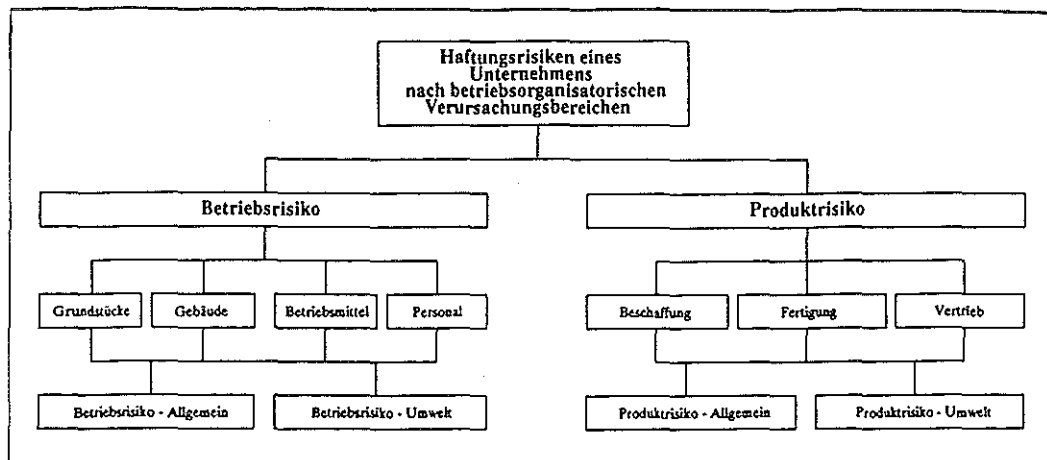 Haftungsrisiken eines
Unternehmens
nach betriebsorganisatorischen
Verursachungsbereichen
Betriebsrisiko
Produktrisiko
Grundstücke
Gebäude
Betriebsmittel
Personal
Beschaffung
Fertigung
Vertrieb
Betriebsrisiko - Allgemein
Betriebsrisiko - Umwelt
Produktrisiko - Allgemein
Produktrisiko - Umwelt